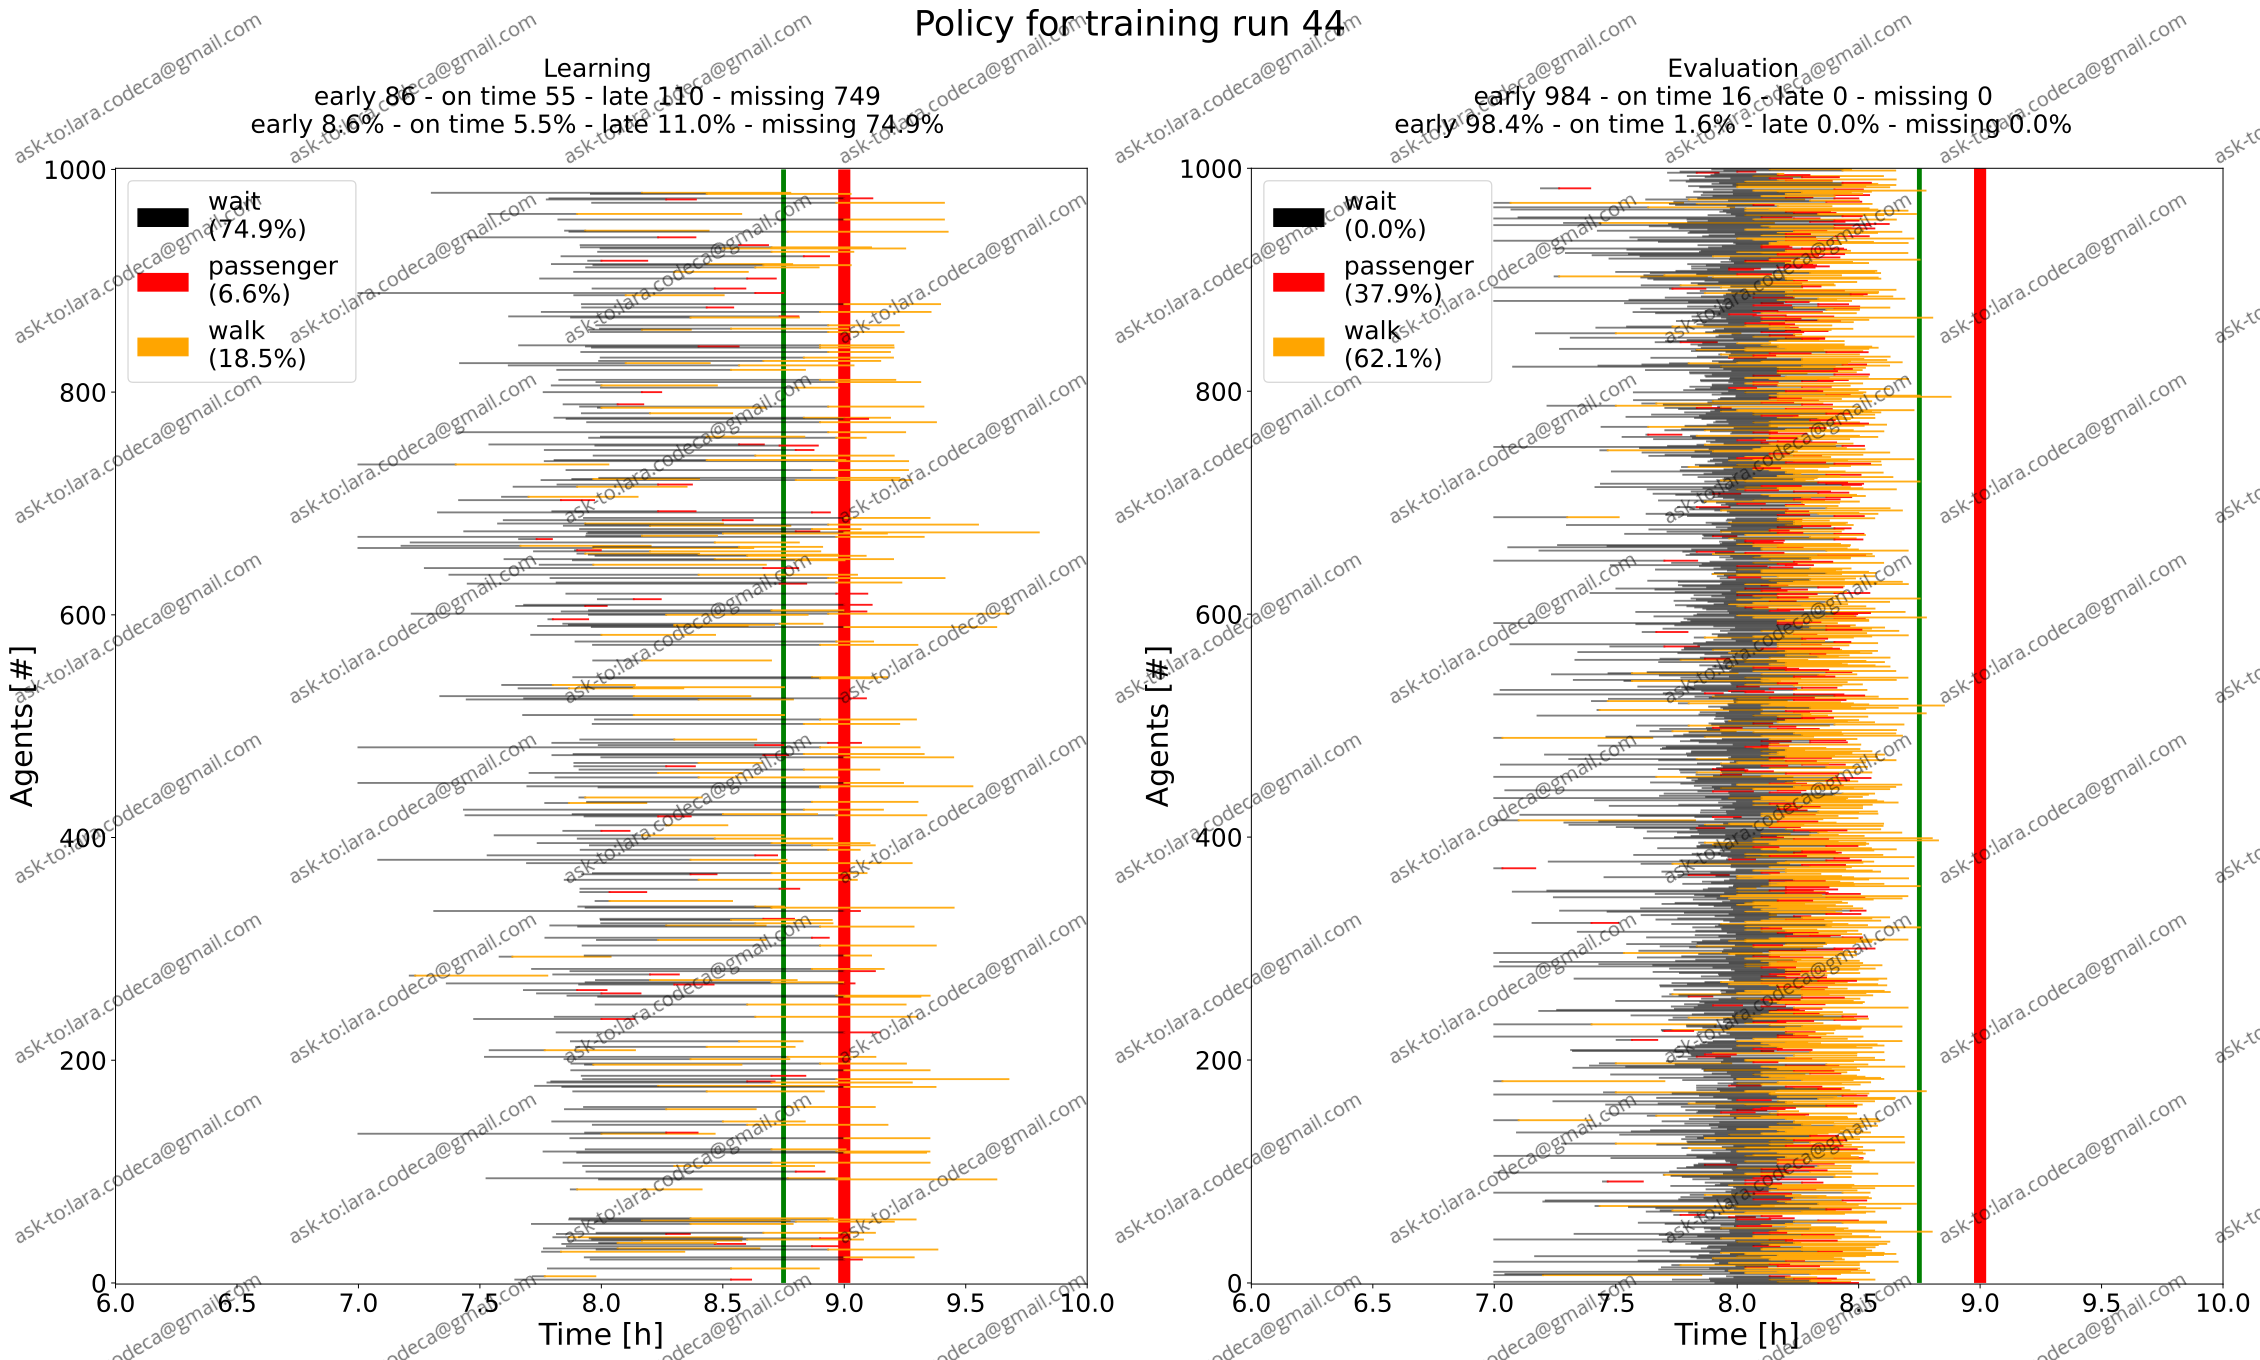 Policy for training run 44
Learning
early 86 - on time 55 - late 110 - missing 749
early 8.6% - on time 5.5% - late 11.0% - missing 74.9%
wait
(74.9%)
passenger
(6.6%)
walk
(18.5%)
1000
800
600
400
200
0
Agents [#]
6.0 6.5 7.0 7.5 8.0 8.5 9.0 9.5 10.0
Time [h]
Evaluation
early 984 - on time 16 - late 0 - missing 0
early 98.4% - on time 1.6% - late 0.0% - missing 0.0%
wait
(0.0%)
passenger
(37.9%)
walk
(62.1%)
1000
800
600
400
200
0
Agents [#]
6.0 6.5 7.0 7.5 8.0 8.5 9.0 9.5 10.0
Time [h]
ask-to:lara.codeca@gmail.com